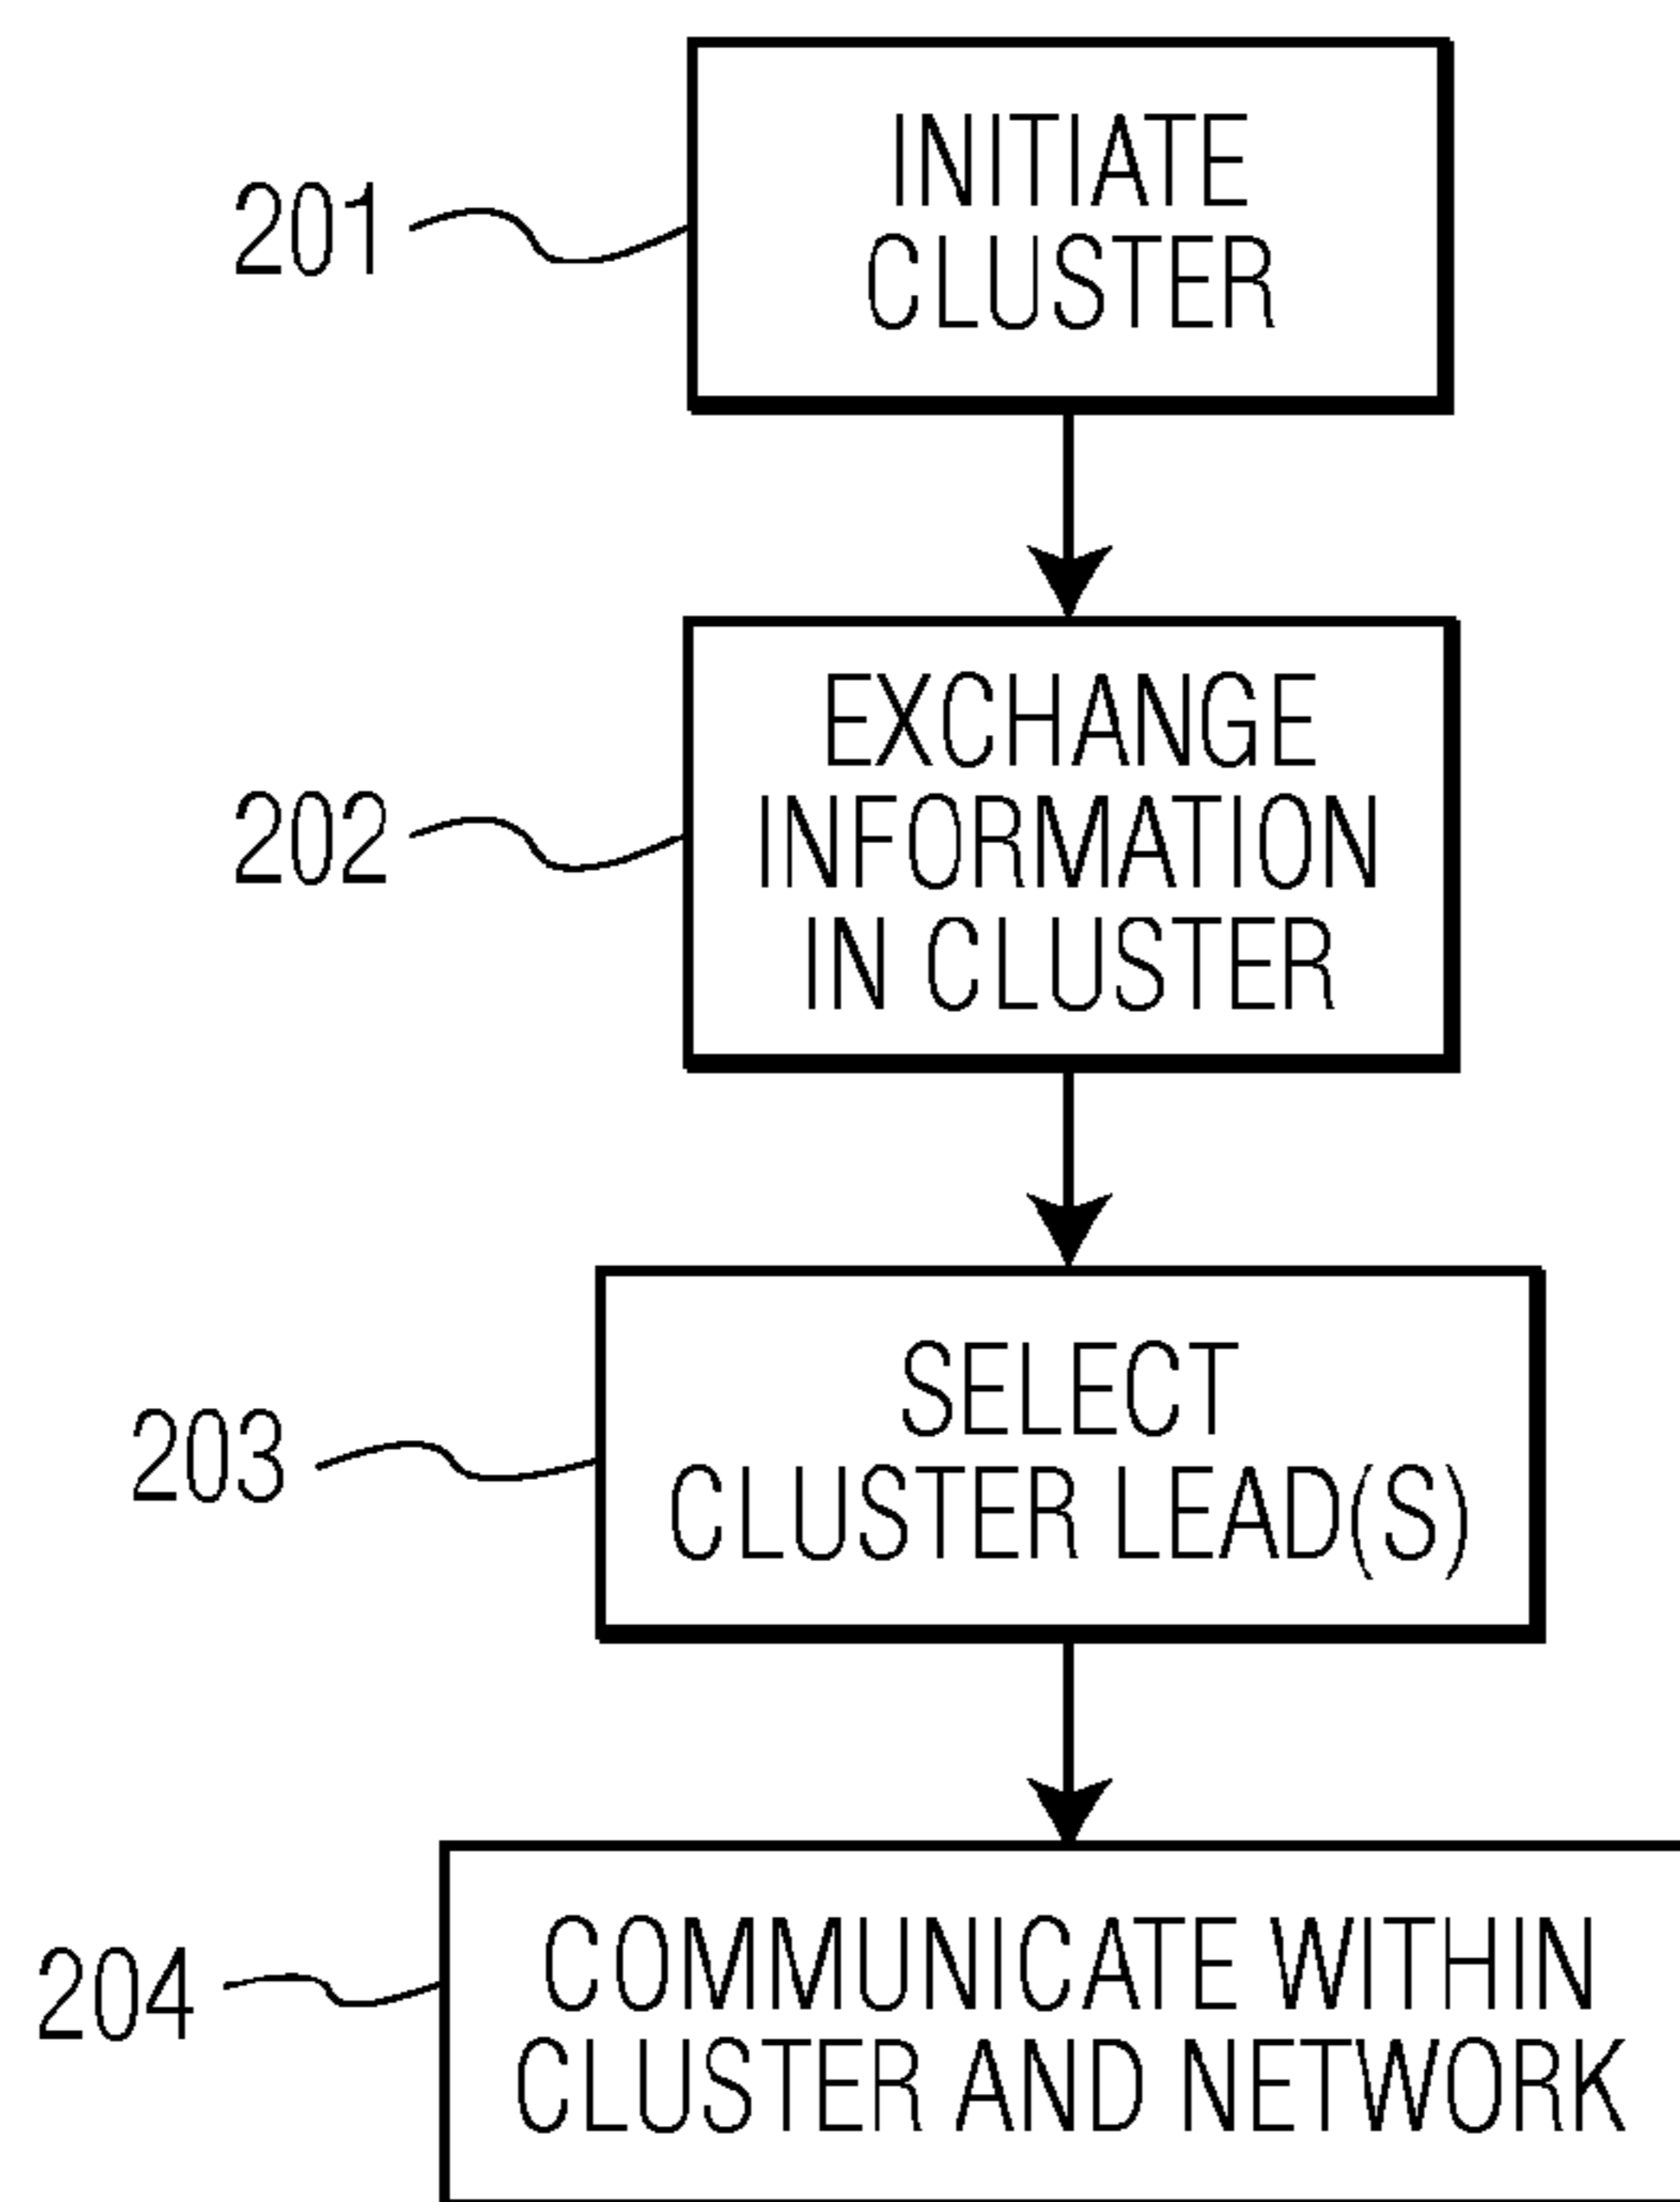 201
INITIATE
CLUSTER
202
EXCHANGE
INFORMATION
IN CLUSTER
203
SELECT
CLUSTER LEAD(S)
204
COMMUNICATE WITHIN
CLUSTER AND NETWORK